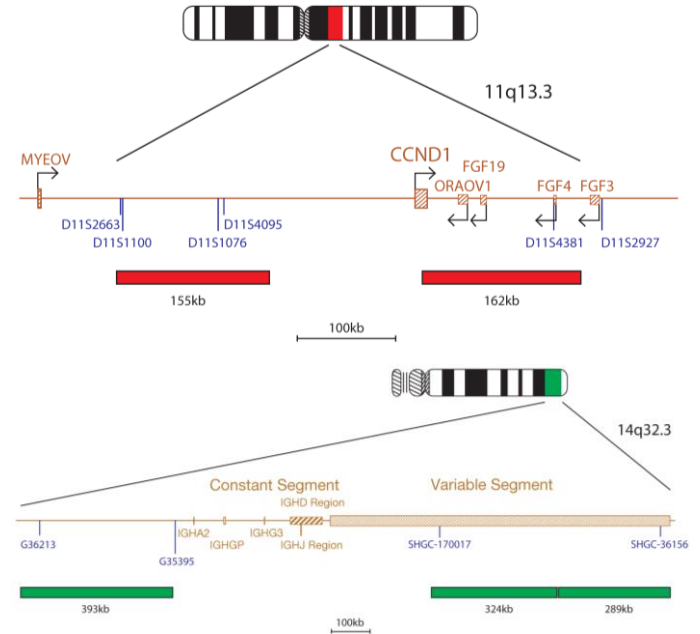 11q13.3
MYEOV
CCND1
FGF19
ORAOV1
FGF4
FGF3
D11S2663
D11S4095
D11S1100
D11S1076
D11S4381
D11S2927
155kb
162kb
100kb
14q32.3
Constant Segment
Variable Segment
IGHD Region
IGHA2
IGHG3
IGHGP
IGHJ Region
G36213
SHGC-170017
SHGC-36156
G35395
393kb
324kb
289kb
100kb